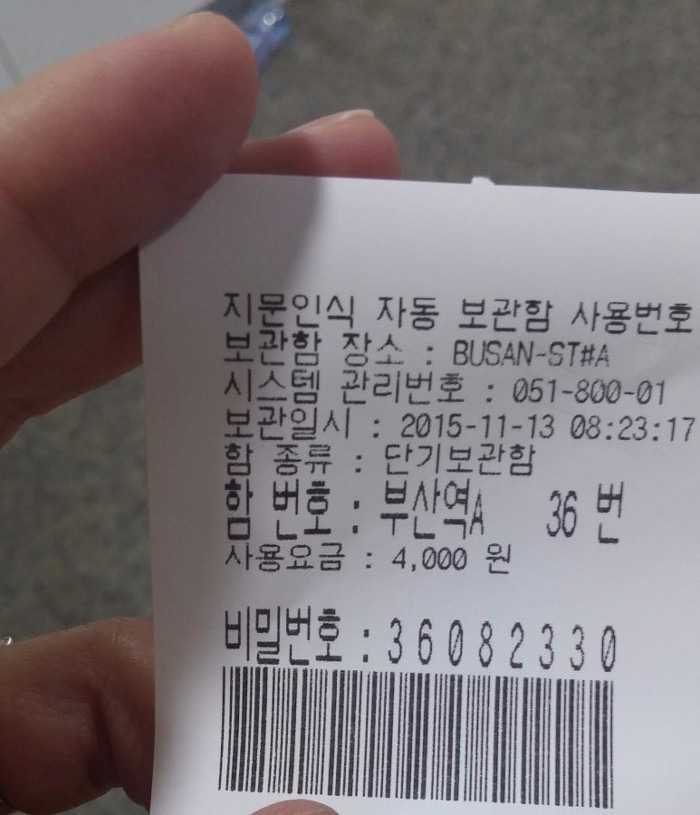 지문인식 자동 보관함 사용번호
보관함 장소 : BUSAN-ST#A
시스템 관리번호 : 051-800-01
보관일시 : 2015-11-13 08:23:17
함 종류 : 단기보관함
함 번호 : 부산역A 36 번
사용요금 : 4,000 원
비밀번호 : 36082330